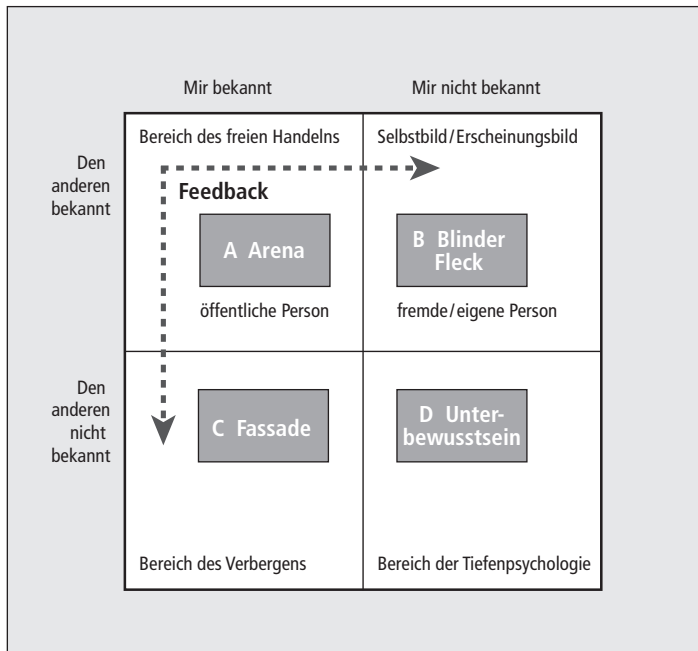 Mir bekannt
Mir nicht bekannt
Den
anderen
bekannt
Bereich des freien Handelns
Selbstbild/Erscheinungsbild
Feedback
A Arena
B Blinder
Fleck
öffentliche Person
fremde/eigene Person
Den
anderen
nicht
bekannt
C Fassade
D Unter-
bewusstsein
Bereich des Verbergens
Bereich der Tiefenpsychologie